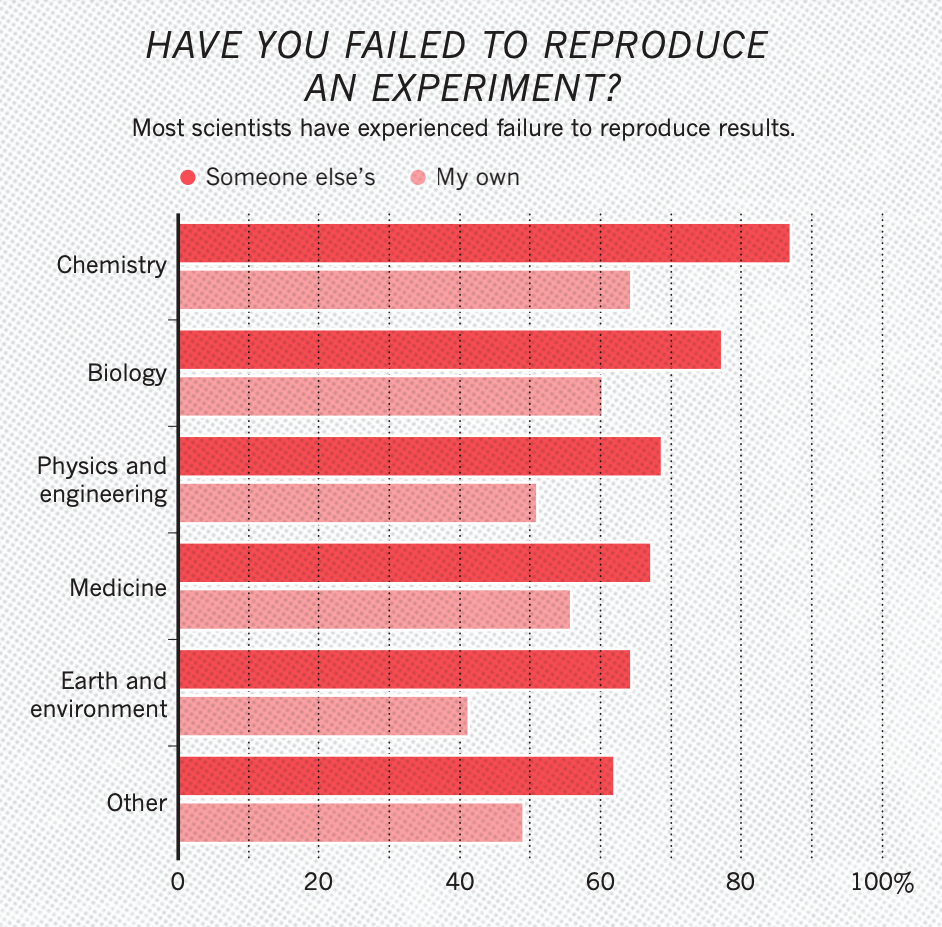 HAVE YOU FAILED TO REPRODUCE
AN EXPERIMENT?
Most scientists have experienced failure to reproduce results.
Someone else’s
My own
Chemistry
Biology
Physics and
engineering
Medicine
Earth and
environment
Other
0
20
40
60
80
100%